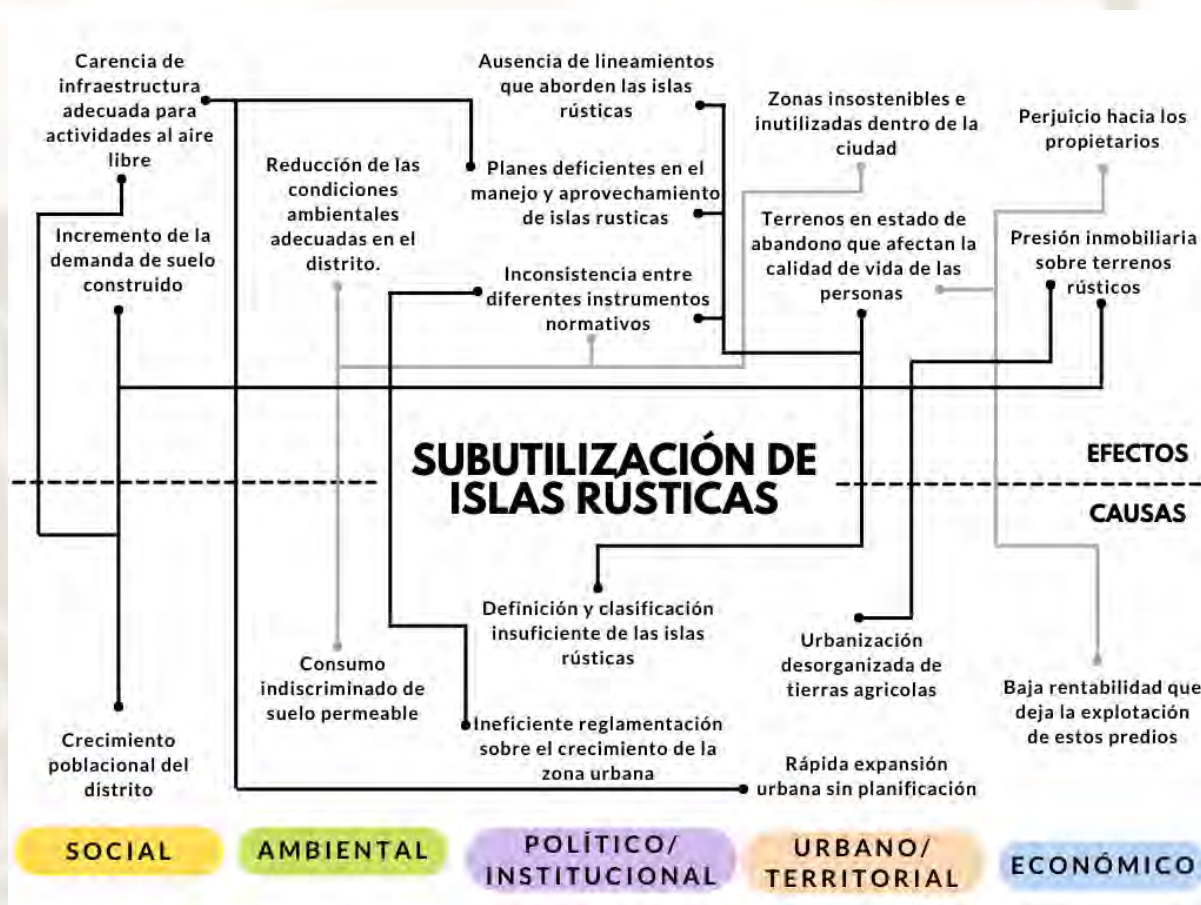 Carencia de
infraestructura
adecuada para
actividades al aire
libre
Incremento de la
demanda de suelo
construido
Reducción de las
condiciones
ambientales
adecuadas en el
distrito.
Ausencia de lineamientos
que aborden las islas
rústicas
Planes deficientes en el
manejo y aprovechamiento
de islas rusticas
Inconsistencia entre
diferentes instrumentos
normativos
Zonas insostenibles e
inutilizadas dentro de la
ciudad
Terrenos en estado de
abandono que afectan la
calidad de vida de las
personas
Perjuicio hacia los
propietarios
Presión inmobiliaria
sobre terrenos
rústicos
SUBUTILIZACIÓN DE
ISLAS RÚSTICAS
EFECTOS
CAUSAS
Crecimiento
poblacional del
distrito
Consumo
indiscriminado de
suelo permeable
Definición y clasificación
insuficiente de las islas
rústicas
Ineficiente reglamentación
sobre el crecimiento de la
zona urbana
Urbanización
desorganizada de
tierras agricolas
Rápida expansión
urbana sin planificación
Baja rentabilidad que
deja la explotación
de estos predios
SOCIAL
AMBIENTAL
POLÍTICO/
INSTITUCIONAL
URBANO/
TERRITORIAL
ECONÓMICO